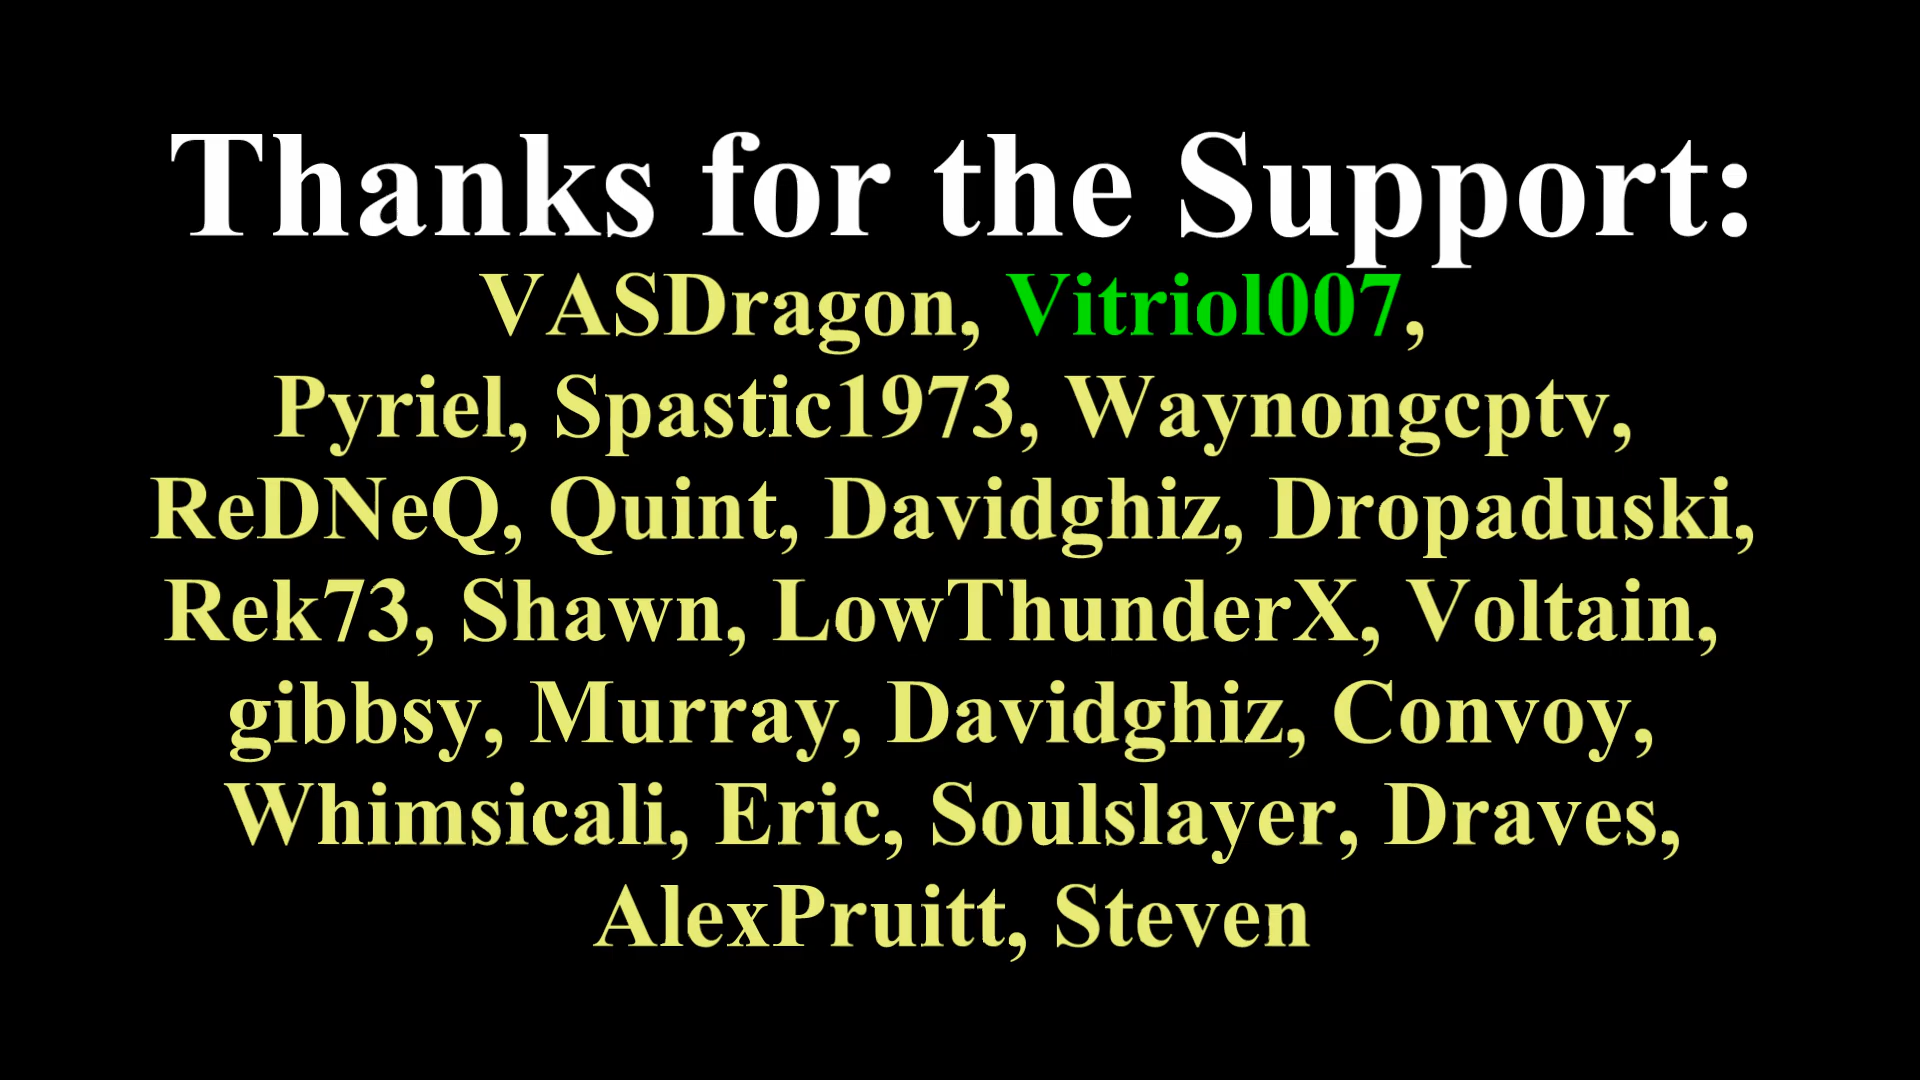 Thanks for the Support:
VASDragon, Vitriol007,
Pyriel, Spastic1973, Waynongcptv,
ReDNeQ, Quint, Davidghiz, Dropaduski,
Rek73, Shawn, LowThunderX, Voltain,
gibbsy, Murray, Davidghiz, Convoy,
Whimsicali, Eric, Soulslayer, Draves,
AlexPruitt, Steven